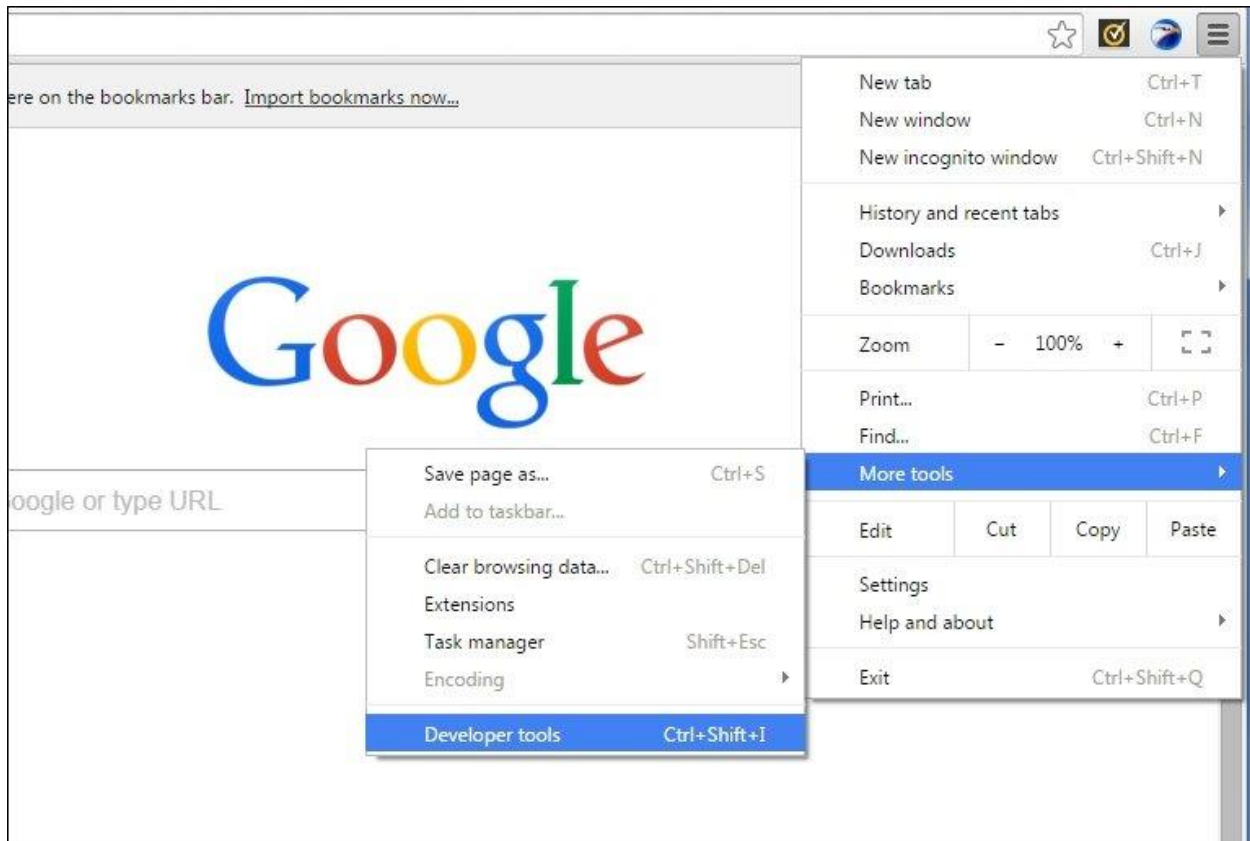 ere on the bookmarks bar. Import bookmarks now...
Google
oogle or type URL
New tab Ctrl+T
New window Ctrl+N
New incognito window Ctrl+Shift+N
History and recent tabs
Downloads Ctrl+J
Bookmarks
Zoom - 100% +
Print... Ctrl+P
Find... Ctrl+F
More tools
Edit Cut Copy Paste
Settings
Help and about
Exit Ctrl+Shift+Q
Save page as... Ctrl+S
Add to taskbar...
Clear browsing data... Ctrl+Shift+Del
Extensions
Task manager Shift+Esc
Encoding
Developer tools Ctrl+Shift+I